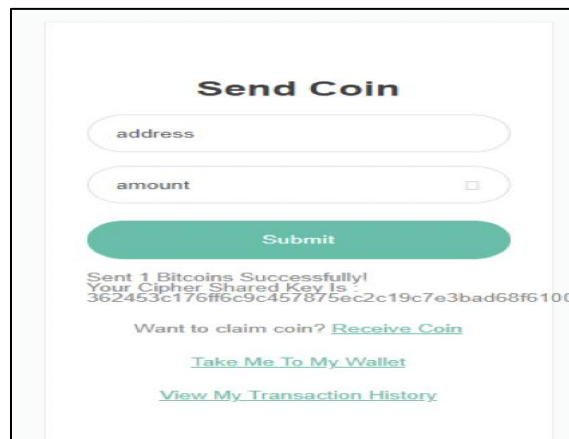 Send Coin
address
amount
Submit
Sent 1 Bitcoins Successfully!
Your Cipher Shared Key Is :
362453c176ff6c9c457875ec2c19c7e3bad68f6100
Want to claim coin? Receive Coin
Take Me To My Wallet
View My Transaction History